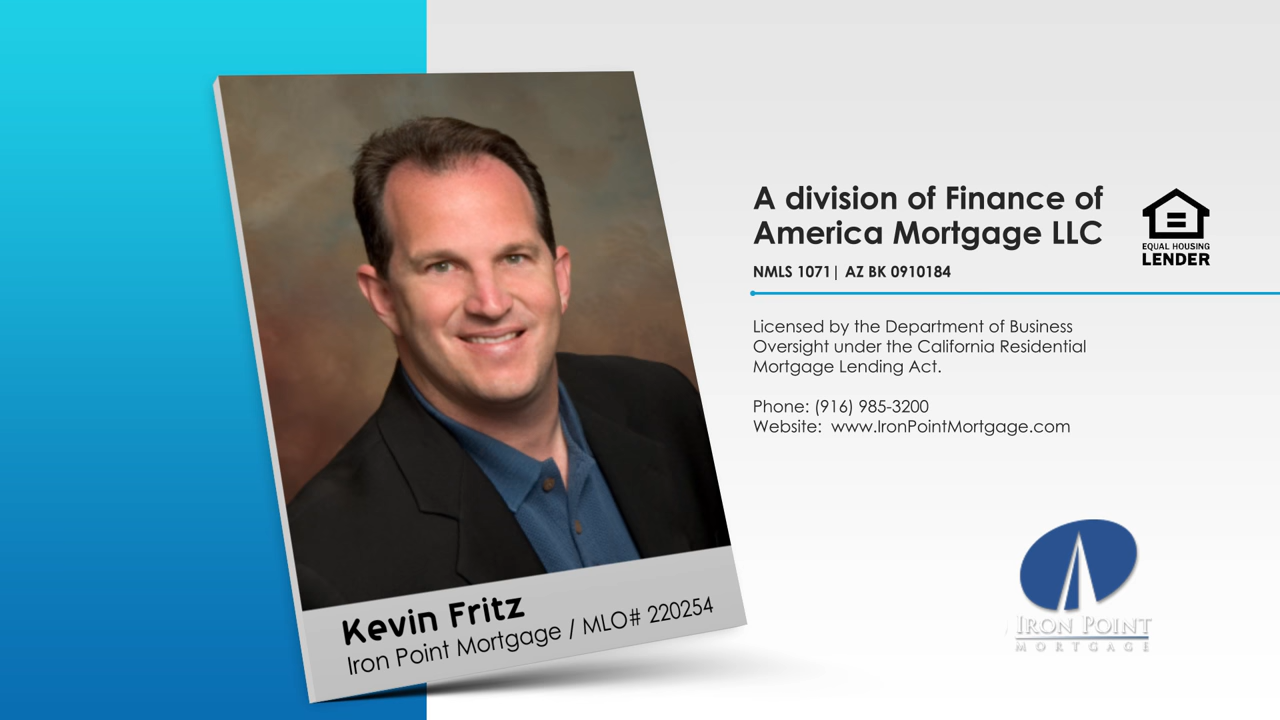 A division of Finance of
America Mortgage LLC
EQUAL HOUSING
LENDER
NMLS 1071| AZ BK 0910184
Licensed by the Department of Business
Oversight under the California Residential
Mortgage Lending Act.
Phone: (916) 985-3200
Website:  www.IronPointMortgage.com
Kevin Fritz
Iron Point Mortgage / MLO# 220254
IRON POINT
MORTGAGE